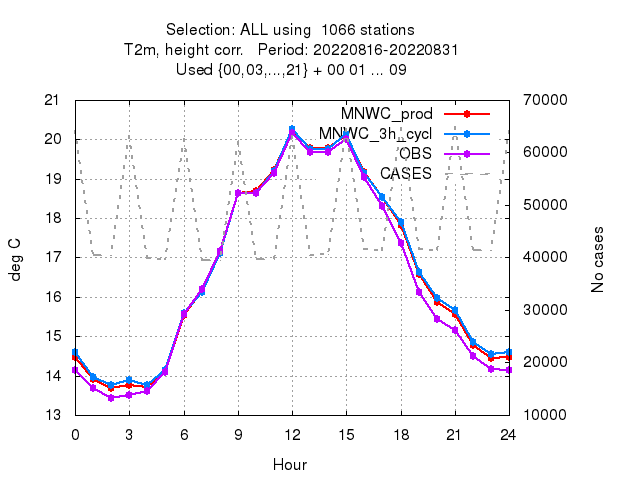 Selection: ALL using  1066 stations
T2m, height corr.   Period: 20220816-20220831
Used {00,03,...,21} + 00 01 ... 09
21 70000
MNWC_prod
20 MNWC_3h_cycl 60000
OBS
19 CASES
18 50000
17 40000
16 30000
15 20000
14
13 10000
deg C
No cases
0 3 6 9 12 15 18 21 24
Hour